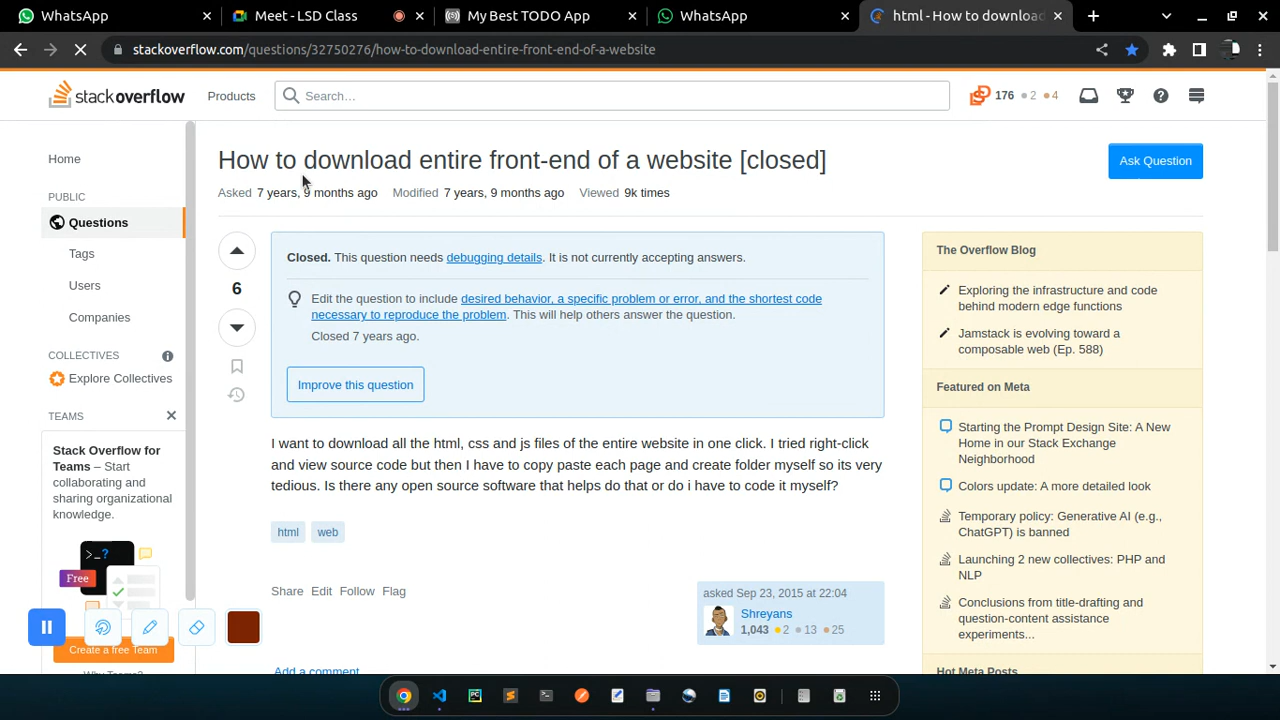 WhatsApp
Meet - LSD Class
My Best TODO App
WhatsApp
html - How to download
stackoverflow.com/questions/32750276/how-to-download-entire-front-end-of-a-website
stackoverflow
Products
Search…
176 2 4
Home
PUBLIC
Questions
Tags
Users
Companies
COLLECTIVES
Explore Collectives
TEAMS
Stack Overflow for
Teams – Start
collaborating and
sharing organizational
knowledge.
>_?
Free
Create a free Team
Why Teams?
How to download entire front-end of a website [closed]
Ask Question
Asked 7 years, 9 months ago Modified 7 years, 9 months ago Viewed 9k times
6
Closed. This question needs debugging details. It is not currently accepting answers.
Edit the question to include desired behavior, a specific problem or error, and the shortest code
necessary to reproduce the problem. This will help others answer the question.
Closed 7 years ago.
Improve this question
I want to download all the html, css and js files of the entire website in one click. I tried right-click
and view source code but then I have to copy paste each page and create folder myself so its very
tedious. Is there any open source software that helps do that or do i have to code it myself?
html web
Share Edit Follow Flag
asked Sep 23, 2015 at 22:04
Shreyans
1,043 2 13 25
Add a comment
The Overflow Blog
Exploring the infrastructure and code
behind modern edge functions
Jamstack is evolving toward a
composable web (Ep. 588)
Featured on Meta
Starting the Prompt Design Site: A New
Home in our Stack Exchange
Neighborhood
Colors update: A more detailed look
Temporary policy: Generative AI (e.g.,
ChatGPT) is banned
Launching 2 new collectives: PHP and
NLP
Conclusions from title-drafting and
question-content assistance
experiments...
Hot Meta Posts